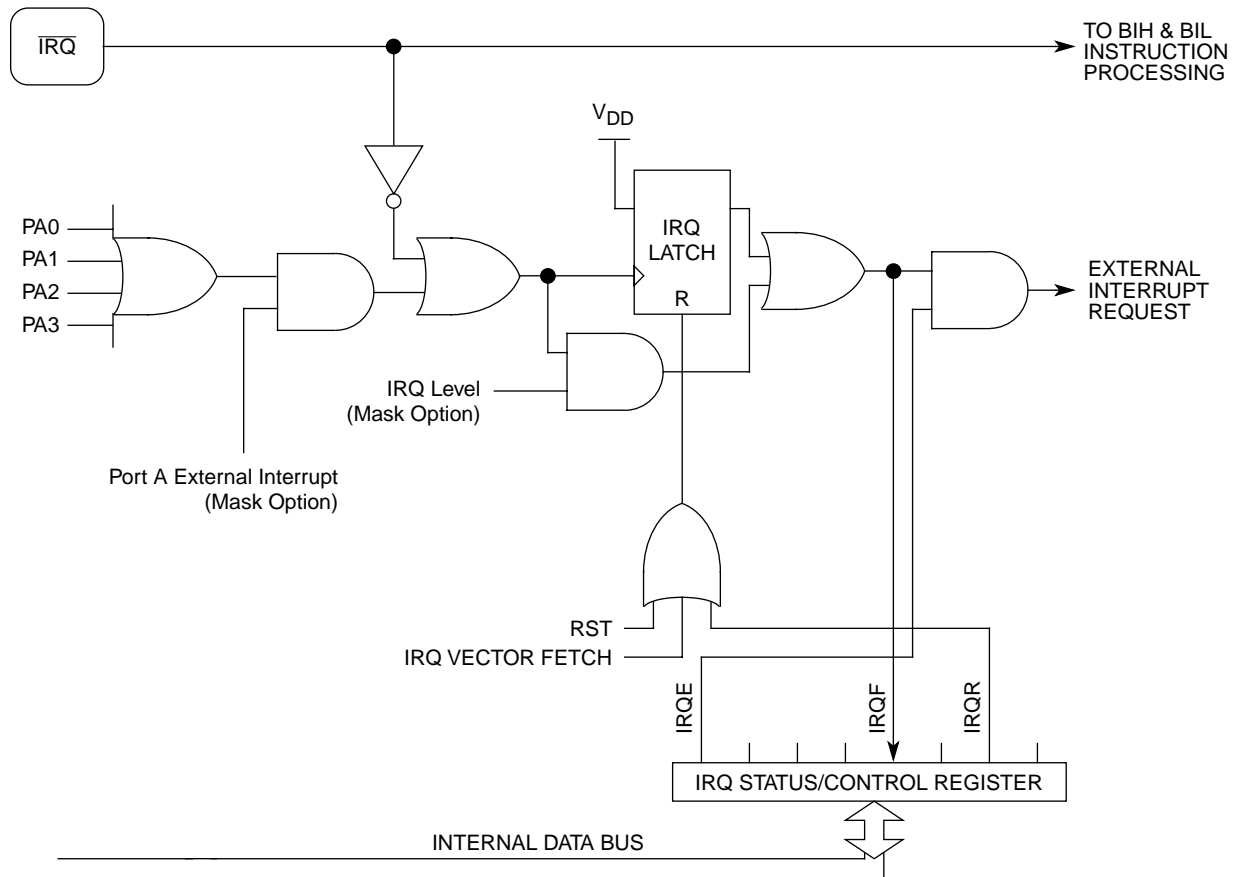 IRQ
TO BIH & BIL
INSTRUCTION
PROCESSING
VDD
PA0
PA1
PA2
PA3
IRQ
LATCH
R
EXTERNAL
INTERRUPT
REQUEST
IRQ Level
(Mask Option)
Port A External Interrupt
(Mask Option)
RST
IRQ VECTOR FETCH
IRQE
IRQF
IRQR
IRQ STATUS/CONTROL REGISTER
INTERNAL DATA BUS